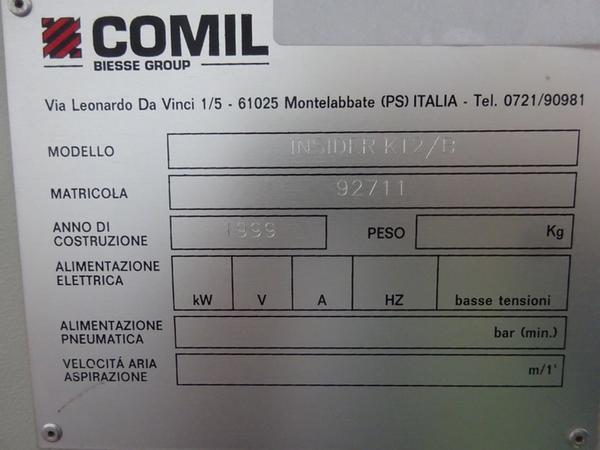 COMIL
BIESSE GROUP
Via Leonardo Da Vinci 1/5 - 61025 Montelabbate (PS) ITALIA - Tel. 0721/90981
MODELLO INSIDER K12/B
MATRICOLA 92711
ANNO DI COSTRUZIONE 1999 PESO Kg
ALIMENTAZIONE ELETTRICA kW V A HZ basse tensioni
ALIMENTAZIONE PNEUMATICA bar (min.)
VELOCITÁ ARIA ASPIRAZIONE m/1'